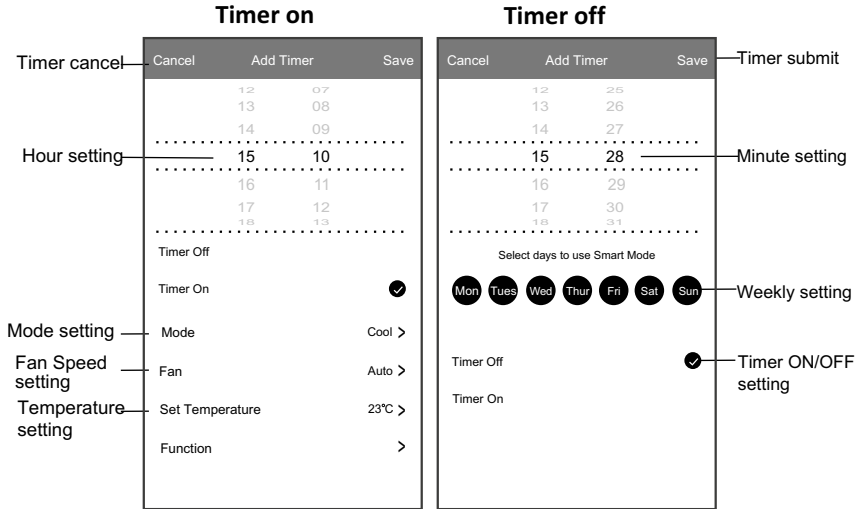 Timer on
Timer off
Timer cancel
Cancel Add Timer Save
Cancel Add Timer Save
Timer submit
12 07
13 08
14 09
15 10
16 11
17 12
18 13
Hour setting
12 25
13 26
14 27
15 28
16 29
17 30
18 31
Minute setting
Timer Off
Timer On
Mode setting
Mode Cool >
Fan Speed
setting
Fan Auto >
Temperature
setting
Set Temperature 23℃ >
Function >
Select days to use Smart Mode
Mon Tues Wed Thur Fri Sat Sun
Weekly setting
Timer Off
Timer On
Timer ON/OFF
setting